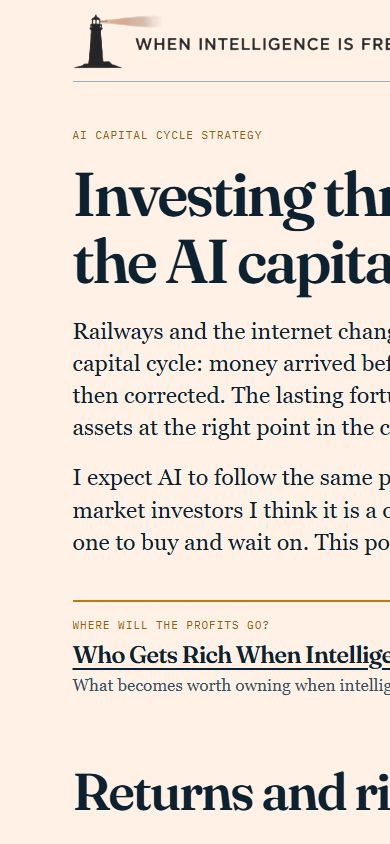 WHEN INTELLIGENCE IS FRE
AI CAPITAL CYCLE STRATEGY
Investing thr
the AI capita
Railways and the internet chang
capital cycle: money arrived bef
then corrected. The lasting fortu
assets at the right point in the c
I expect AI to follow the same p
market investors I think it is a c
one to buy and wait on. This po
WHERE WILL THE PROFITS GO?
Who Gets Rich When Intellige
What becomes worth owning when intellig
Returns and ri